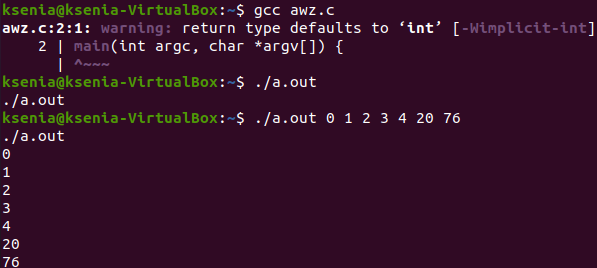 ksenia@ksenia-VirtualBox:~$ gcc awz.c
awz.c:2:1: warning: return type defaults to ‘int’ [-Wimplicit-int]
    2 | main(int argc, char *argv[]) {
      | ^~~~
ksenia@ksenia-VirtualBox:~$ ./a.out
./a.out
ksenia@ksenia-VirtualBox:~$ ./a.out 0 1 2 3 4 20 76
./a.out
0
1
2
3
4
20
76